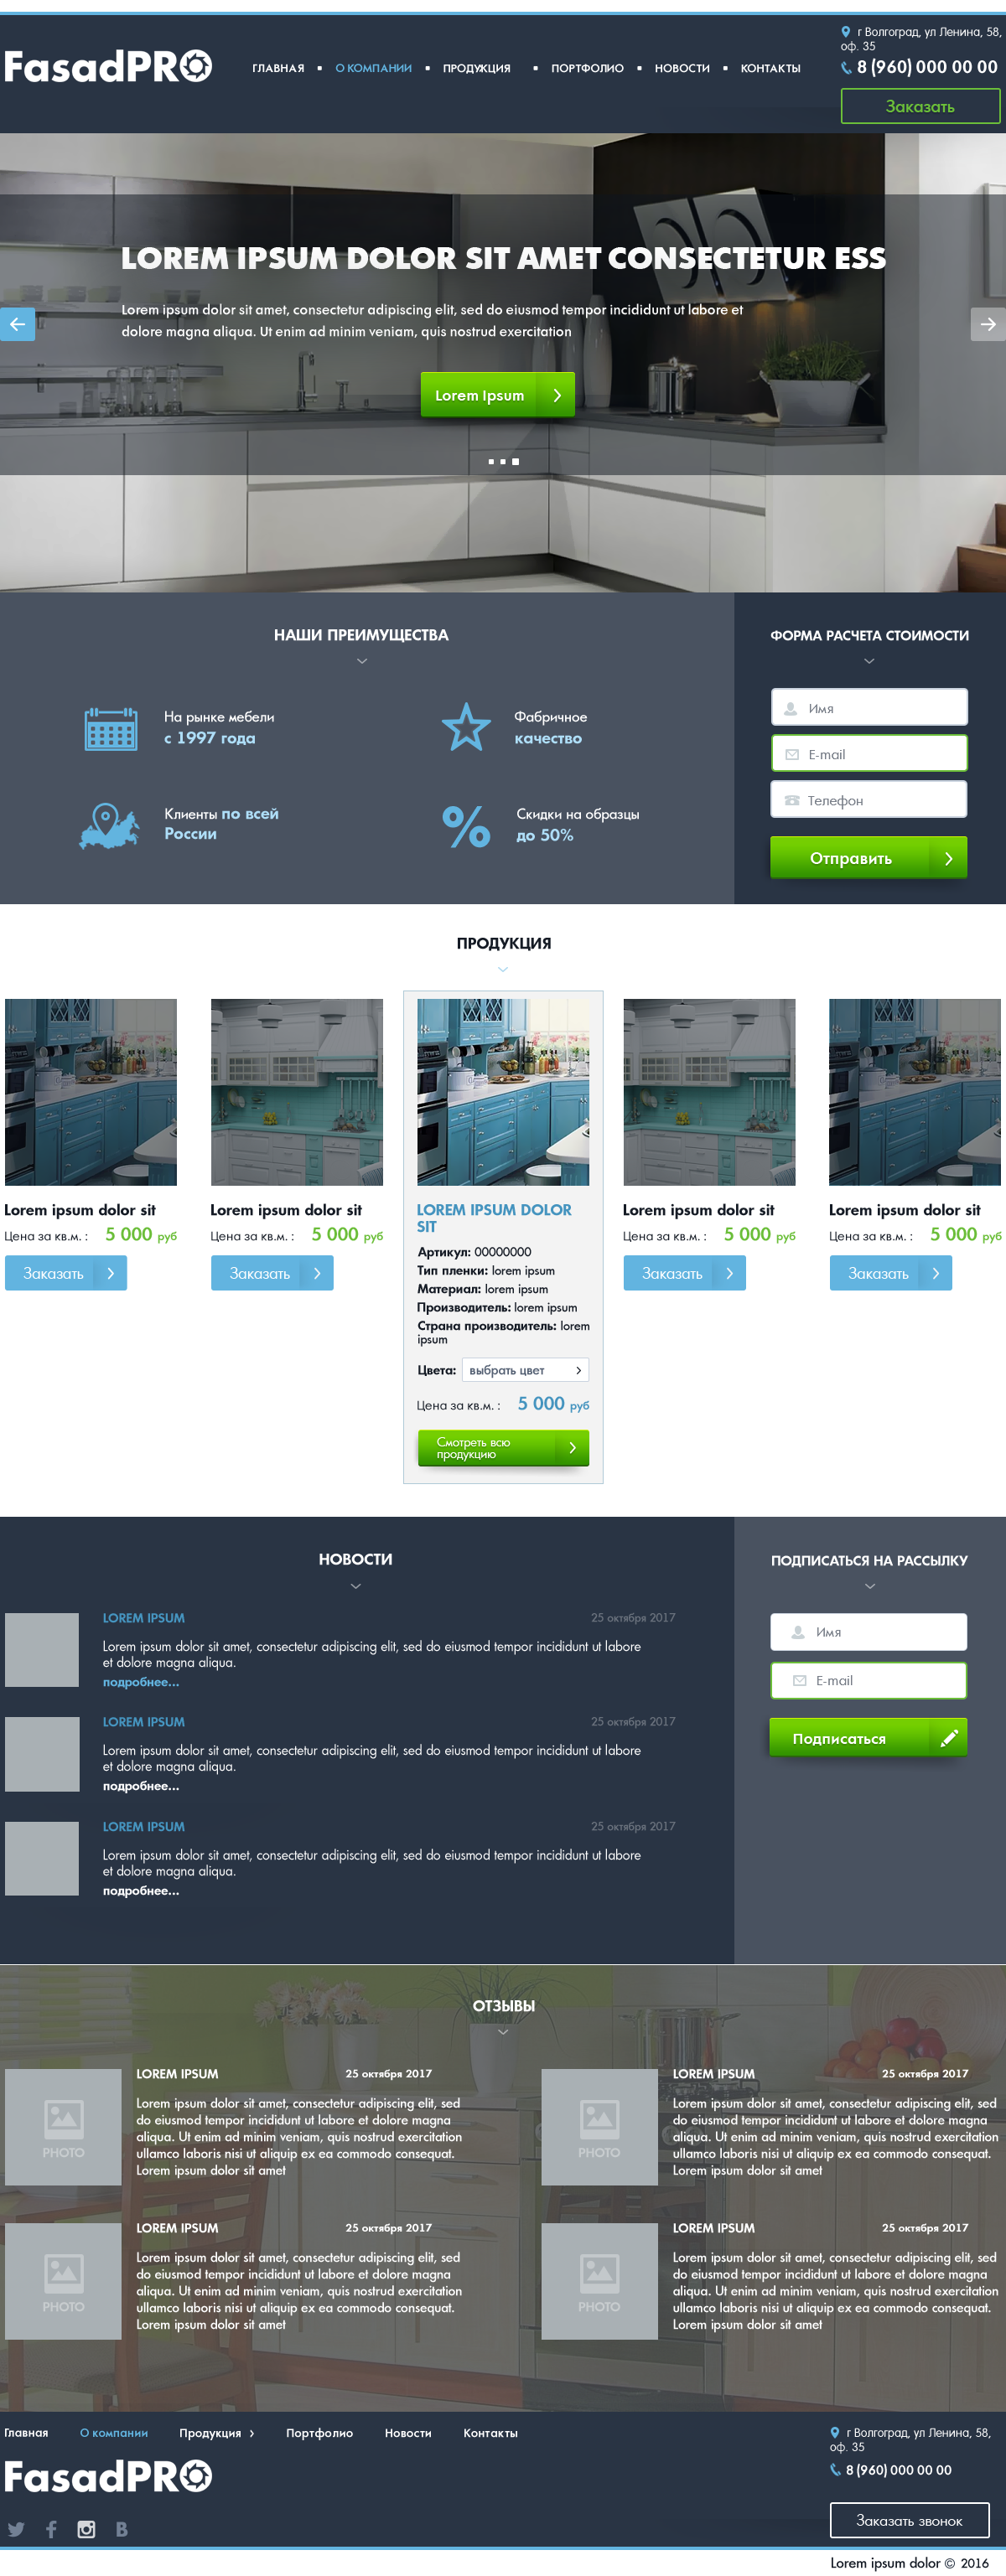 FasadPRO
ГЛАВНАЯ
О КОМПАНИИ
ПРОДУКЦИЯ
ПОРТФОЛИО
НОВОСТИ
КОНТАКТЫ
г Волгоград, ул Ленина, 58,
оф. 35
8 (960) 000 00 00
Заказать
LOREM IPSUM DOLOR SIT AMET CONSECTETUR ESS
Lorem ipsum dolor sit amet, consectetur adipiscing elit, sed do eiusmod tempor incididunt ut labore et
dolore magna aliqua. Ut enim ad minim veniam, quis nostrud exercitation
Lorem Ipsum
НАШИ ПРЕИМУЩЕСТВА
На рынке мебели
с 1997 года
Фабричное
качество
Клиенты по всей
России
%
Скидки на образцы
до 50%
ФОРМА РАСЧЕТА СТОИМОСТИ
Имя
E-mail
Телефон
Отправить
ПРОДУКЦИЯ
Lorem ipsum dolor sit
Цена за кв.м. : 5 000 руб
Заказать
Lorem ipsum dolor sit
Цена за кв.м. : 5 000 руб
Заказать
LOREM IPSUM DOLOR
SIT
Артикул: 00000000
Тип пленки: lorem ipsum
Материал: lorem ipsum
Производитель: lorem ipsum
Страна производитель: lorem
ipsum
Цвета: выбрать цвет
Цена за кв.м. : 5 000 руб
Смотреть всю
продукцию
Lorem ipsum dolor sit
Цена за кв.м. : 5 000 руб
Заказать
Lorem ipsum dolor sit
Цена за кв.м. : 5 000 руб
Заказать
НОВОСТИ
LOREM IPSUM
25 октября 2017
Lorem ipsum dolor sit amet, consectetur adipiscing elit, sed do eiusmod tempor incididunt ut labore
et dolore magna aliqua.
подробнее...
LOREM IPSUM
25 октября 2017
Lorem ipsum dolor sit amet, consectetur adipiscing elit, sed do eiusmod tempor incididunt ut labore
et dolore magna aliqua.
подробнее...
LOREM IPSUM
25 октября 2017
Lorem ipsum dolor sit amet, consectetur adipiscing elit, sed do eiusmod tempor incididunt ut labore
et dolore magna aliqua.
подробнее...
ПОДПИСАТЬСЯ НА РАССЫЛКУ
Имя
E-mail
Подписаться
ОТЗЫВЫ
PHOTO
LOREM IPSUM
25 октября 2017
Lorem ipsum dolor sit amet, consectetur adipiscing elit, sed
do eiusmod tempor incididunt ut labore et dolore magna
aliqua. Ut enim ad minim veniam, quis nostrud exercitation
ullamco laboris nisi ut aliquip ex ea commodo consequat.
Lorem ipsum dolor sit amet
PHOTO
LOREM IPSUM
25 октября 2017
Lorem ipsum dolor sit amet, consectetur adipiscing elit, sed
do eiusmod tempor incididunt ut labore et dolore magna
aliqua. Ut enim ad minim veniam, quis nostrud exercitation
ullamco laboris nisi ut aliquip ex ea commodo consequat.
Lorem ipsum dolor sit amet
PHOTO
LOREM IPSUM
25 октября 2017
Lorem ipsum dolor sit amet, consectetur adipiscing elit, sed
do eiusmod tempor incididunt ut labore et dolore magna
aliqua. Ut enim ad minim veniam, quis nostrud exercitation
ullamco laboris nisi ut aliquip ex ea commodo consequat.
Lorem ipsum dolor sit amet
PHOTO
LOREM IPSUM
25 октября 2017
Lorem ipsum dolor sit amet, consectetur adipiscing elit, sed
do eiusmod tempor incididunt ut labore et dolore magna
aliqua. Ut enim ad minim veniam, quis nostrud exercitation
ullamco laboris nisi ut aliquip ex ea commodo consequat.
Lorem ipsum dolor sit amet
Главная
О компании
Продукция
Портфолио
Новости
Контакты
г Волгоград, ул Ленина, 58,
оф. 35
8 (960) 000 00 00
FasadPRO
Заказать звонок
Lorem ipsum dolor © 2016